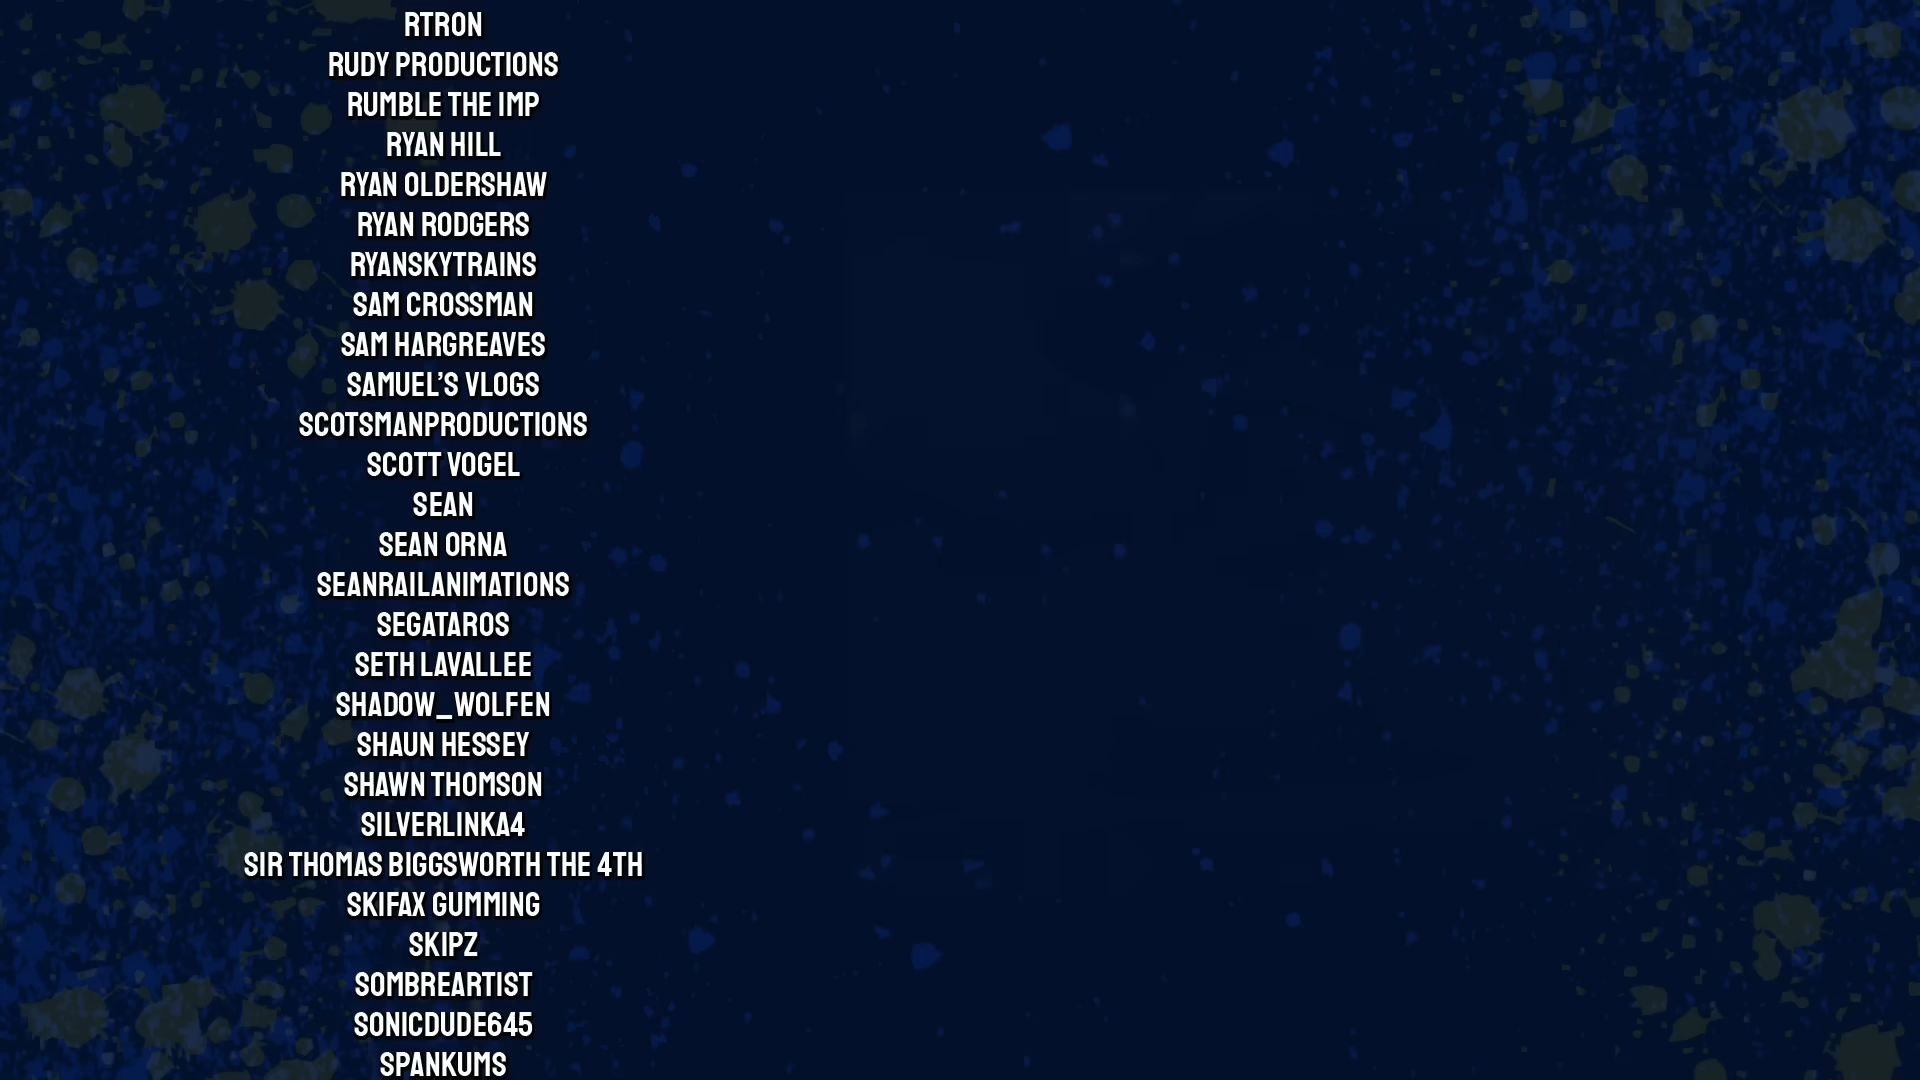 RTRON
RUDY PRODUCTIONS
RUMBLE THE IMP
RYAN HILL
RYAN OLDERSHAW
RYAN RODGERS
RYANSKYTRAINS
SAM CROSSMAN
SAM HARGREAVES
SAMUEL'S VLOGS
SCOTSMANPRODUCTIONS
SCOTT VOGEL
SEAN
SEAN ORNA
SEANRAILANIMATIONS
SEGATAROS
SETH LAVALLEE
SHADOW_WOLFEN
SHAUN HESSEY
SHAWN THOMSON
SILVERLINKA4
SIR THOMAS BIGGSWORTH THE 4TH
SKIFAX GUMMING
SKIPZ
SOMBREARTIST
SONICDUDE645
SPANKUMS